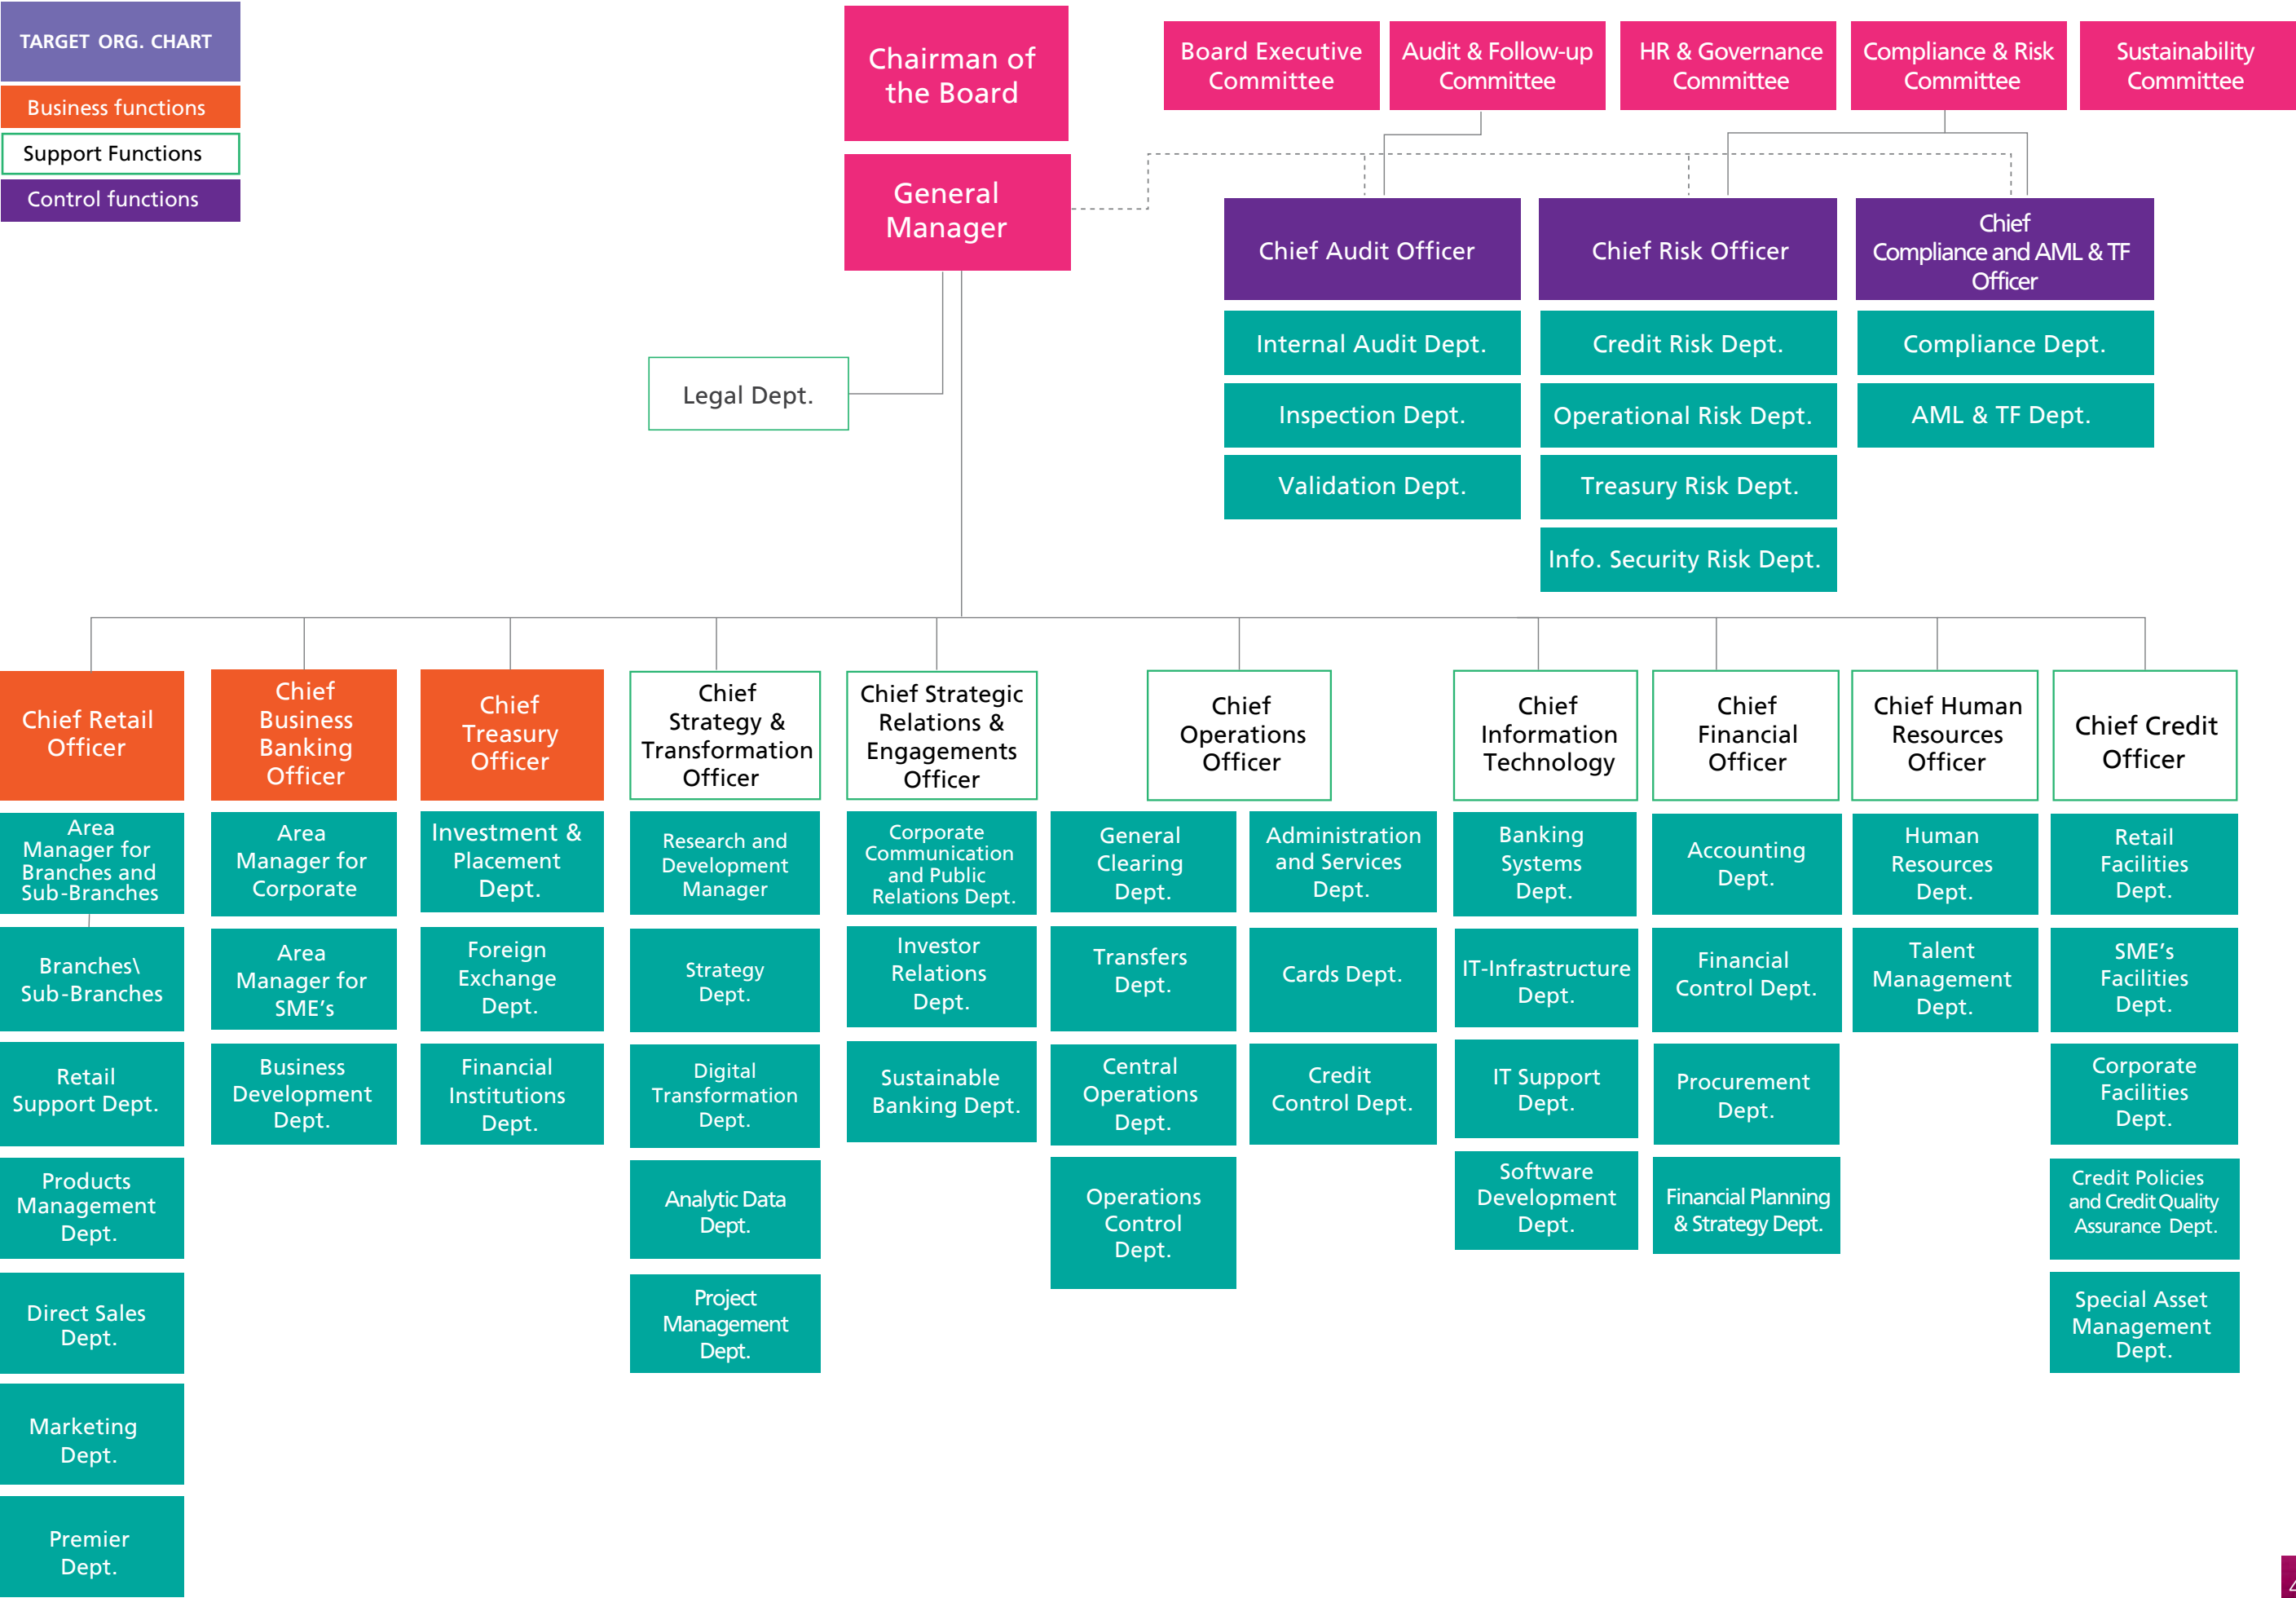 TARGET ORG. CHART
Business functions
Support Functions
Control functions
Chairman of
the Board
General
Manager
Board Executive
Committee
Audit & Follow-up
Committee
HR & Governance
Committee
Compliance & Risk
Committee
Sustainability
Committee
Chief Audit Officer
Internal Audit Dept.
Inspection Dept.
Validation Dept.
Chief Risk Officer
Credit Risk Dept.
Operational Risk Dept.
Treasury Risk Dept.
Info. Security Risk Dept.
Chief
Compliance and AML & TF
Officer
Compliance Dept.
AML & TF Dept.
Legal Dept.
Chief Retail
Officer
Area
Manager for
Branches and
Sub-Branches
Branches\
Sub-Branches
Retail
Support Dept.
Products
Management
Dept.
Direct Sales
Dept.
Marketing
Dept.
Premier
Dept.
Chief
Business
Banking
Officer
Area
Manager for
Corporate
Area
Manager for
SME's
Business
Development
Dept.
Chief
Treasury
Officer
Investment &
Placement
Dept.
Foreign
Exchange
Dept.
Financial
Institutions
Dept.
Chief
Strategy &
Transformation
Officer
Research and
Development
Manager
Strategy
Dept.
Digital
Transformation
Dept.
Analytic Data
Dept.
Project
Management
Dept.
Chief Strategic
Relations &
Engagements
Officer
Corporate
Communication
and Public
Relations Dept.
Investor
Relations
Dept.
Sustainable
Banking Dept.
Chief
Operations
Officer
General
Clearing
Dept.
Transfers
Dept.
Central
Operations
Dept.
Operations
Control
Dept.
Administration
and Services
Dept.
Cards Dept.
Credit
Control Dept.
Chief
Information
Technology
Banking
Systems
Dept.
IT-Infrastructure
Dept.
IT Support
Dept.
Software
Development
Dept.
Chief
Financial
Officer
Accounting
Dept.
Financial
Control Dept.
Procurement
Dept.
Financial Planning
& Strategy Dept.
Chief Human
Resources
Officer
Human
Resources
Dept.
Talent
Management
Dept.
Chief Credit
Officer
Retail
Facilities
Dept.
SME's
Facilities
Dept.
Corporate
Facilities
Dept.
Credit Policies
and Credit Quality
Assurance Dept.
Special Asset
Management
Dept.